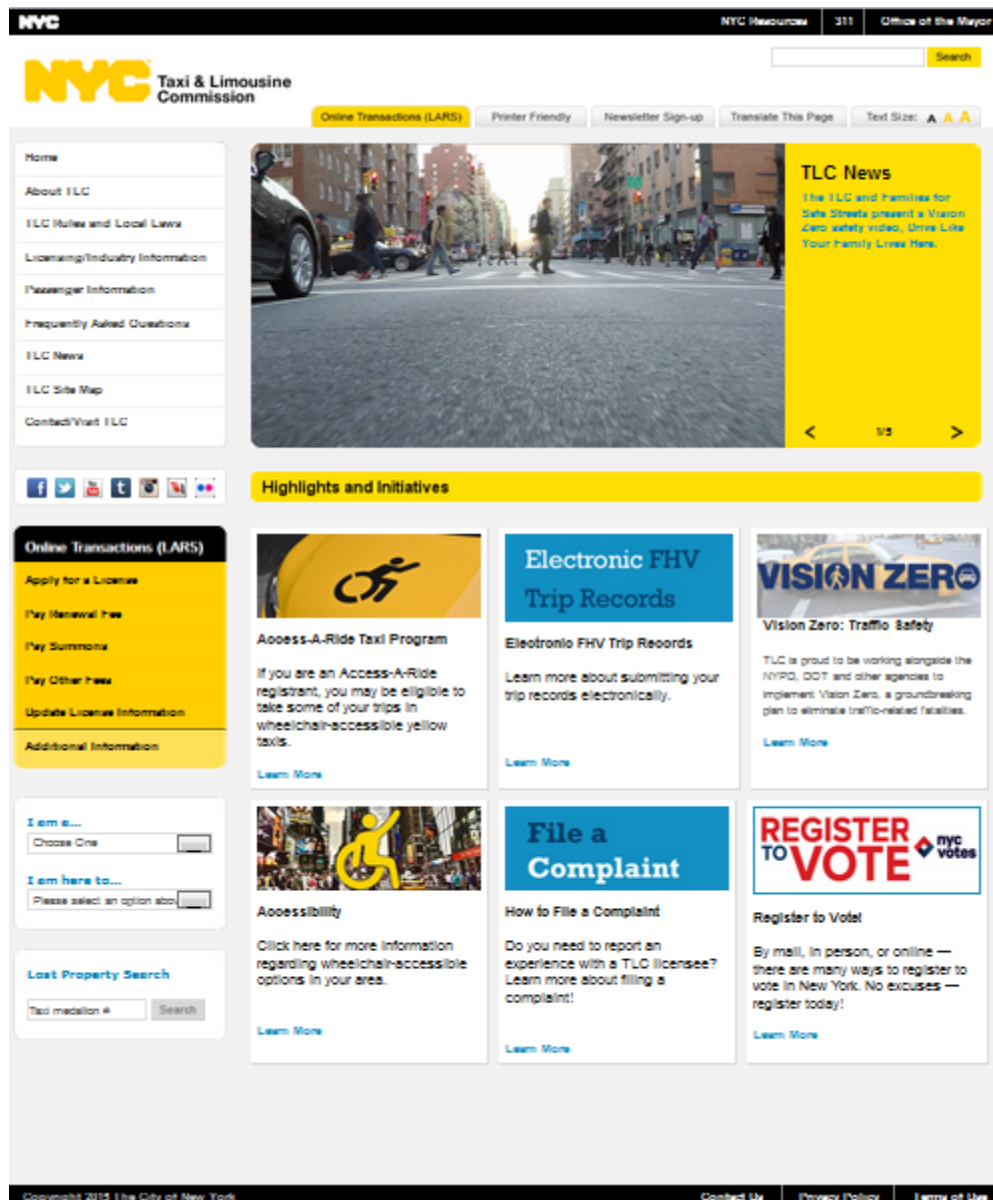 NYC
NYC Resources 311 Office of the Mayor
Search
NYC Taxi & Limousine
Commission
Online Transactions (LARS) Printer Friendly Newsletter Sign-up Translate This Page Text Size: A A A
Home
About TLC
TLC Rules and Local Laws
Licensing/Industry Information
Passenger Information
Frequently Asked Questions
TLC News
TLC Site Map
Contact/Visit TLC
TLC News
The TLC and Families for
Safe Streets present a Vision
Zero safety video, Drive Like
Your Family Lives Here.
< 1/5 >
Highlights and Initiatives
Online Transactions (LARS)
Apply for a License
Pay Renewal Fee
Pay Summons
Pay Other Fees
Update License Information
Additional Information
I am a...
Choose One
I am here to...
Please select an option abov
Lost Property Search
Taxi medallion #
Search
Access-A-Ride Taxi Program
If you are an Access-A-Ride
registrant, you may be eligible to
take some of your trips in
wheelchair-accessible yellow
taxis.
Learn More
Electronic FHV
Trip Records
Electronic FHV Trip Records
Learn more about submitting your
trip records electronically.
Learn More
VISION ZERO
Vision Zero: Traffic Safety
TLC is proud to be working alongside the
NYPD, DOT and other agencies to
implement Vision Zero, a groundbreaking
plan to eliminate traffic-related fatalities.
Learn More
Accessibility
Click here for more information
regarding wheelchair-accessible
options in your area.
Learn More
File a
Complaint
How to File a Complaint
Do you need to report an
experience with a TLC licensee?
Learn more about filing a
complaint!
Learn More
REGISTER
TO VOTE
nyc
votes
Register to Vote!
By mail, in person, or online —
there are many ways to register to
vote in New York. No excuses —
register today!
Learn More
Copyright 2015 The City of New York
Contact Us Privacy Policy Terms of Use